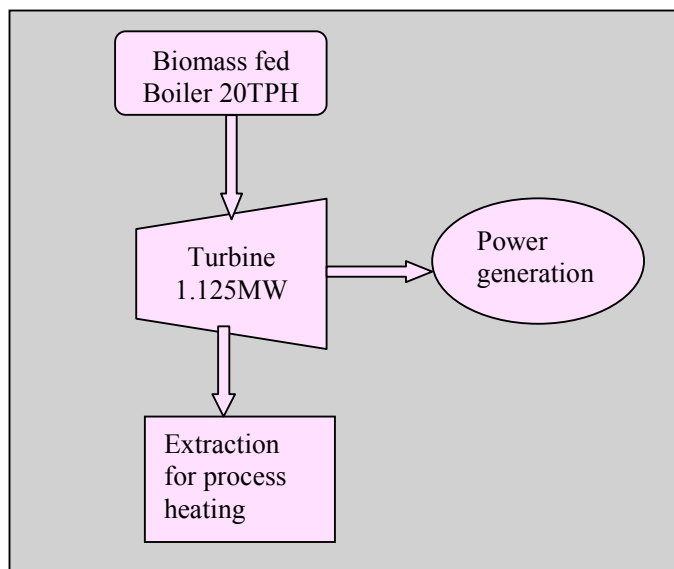 Biomass fed
Boiler 20TPH
Turbine
1.125MW
Power
generation
Extraction
for process
heating